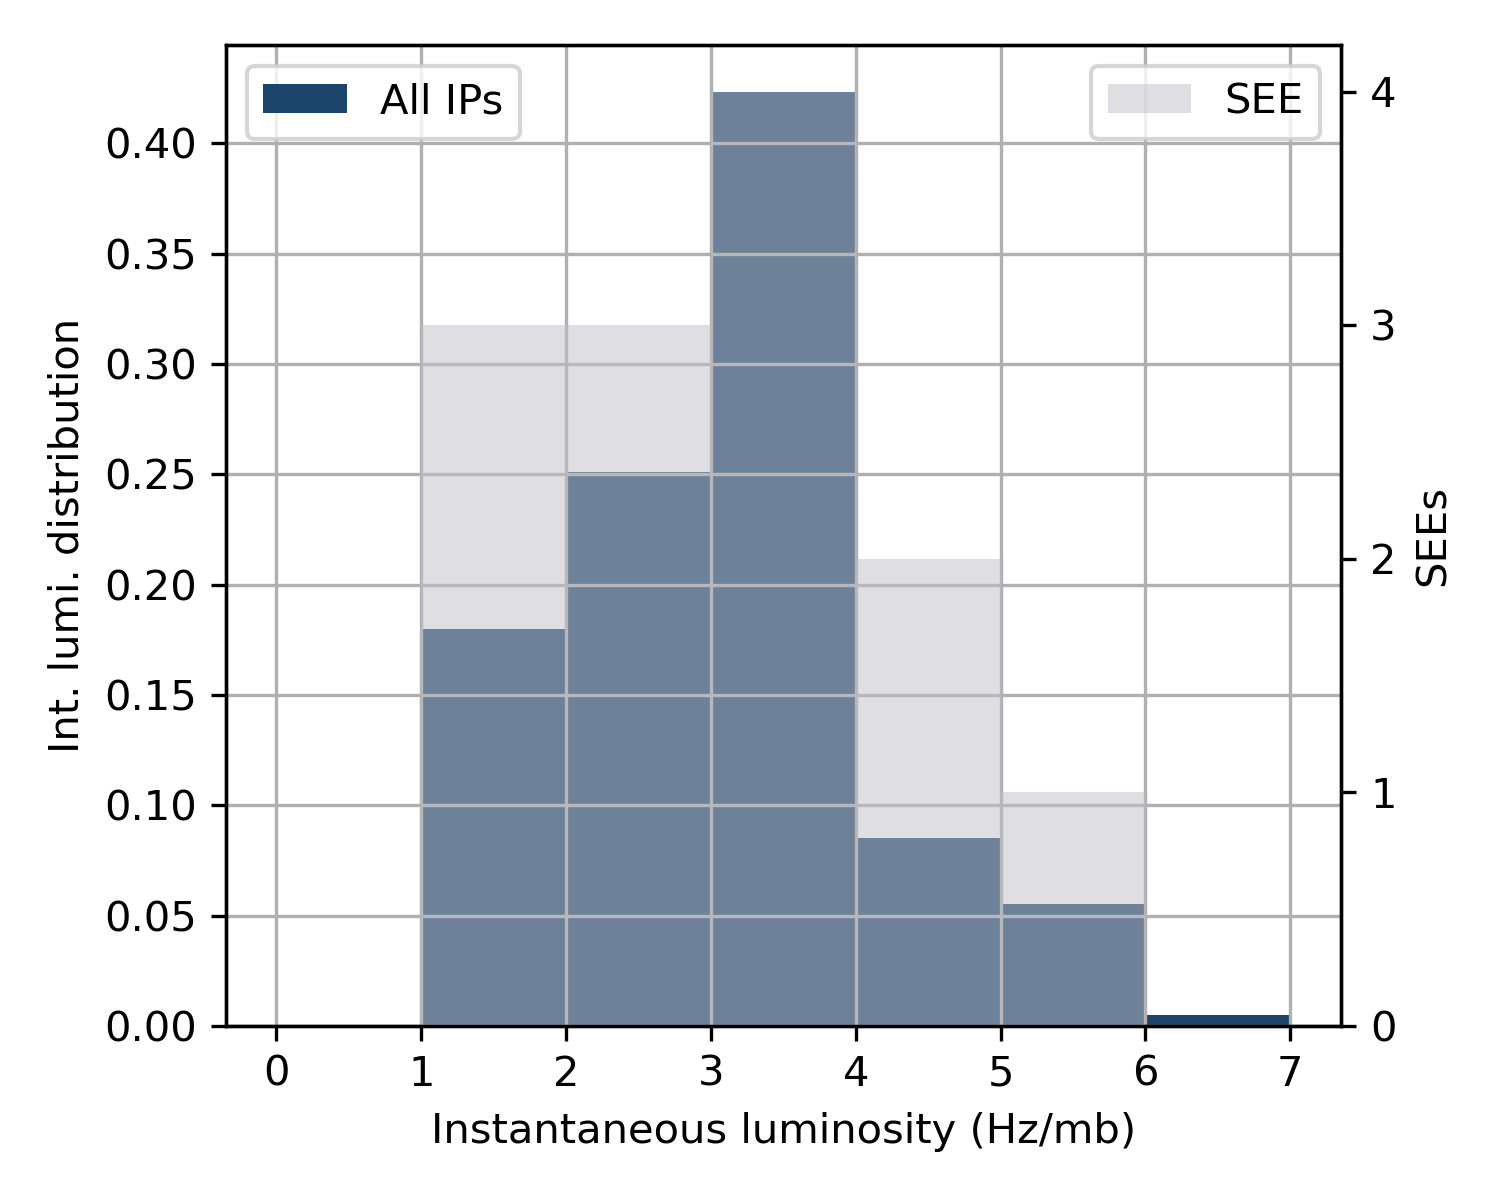 All IPs
SEE
0.40
0.35
0.30
0.25
0.20
0.15
0.10
0.05
0.00
Int. lumi. distribution
4
3
2
1
0
SEEs
0 1 2 3 4 5 6 7
Instantaneous luminosity (Hz/mb)